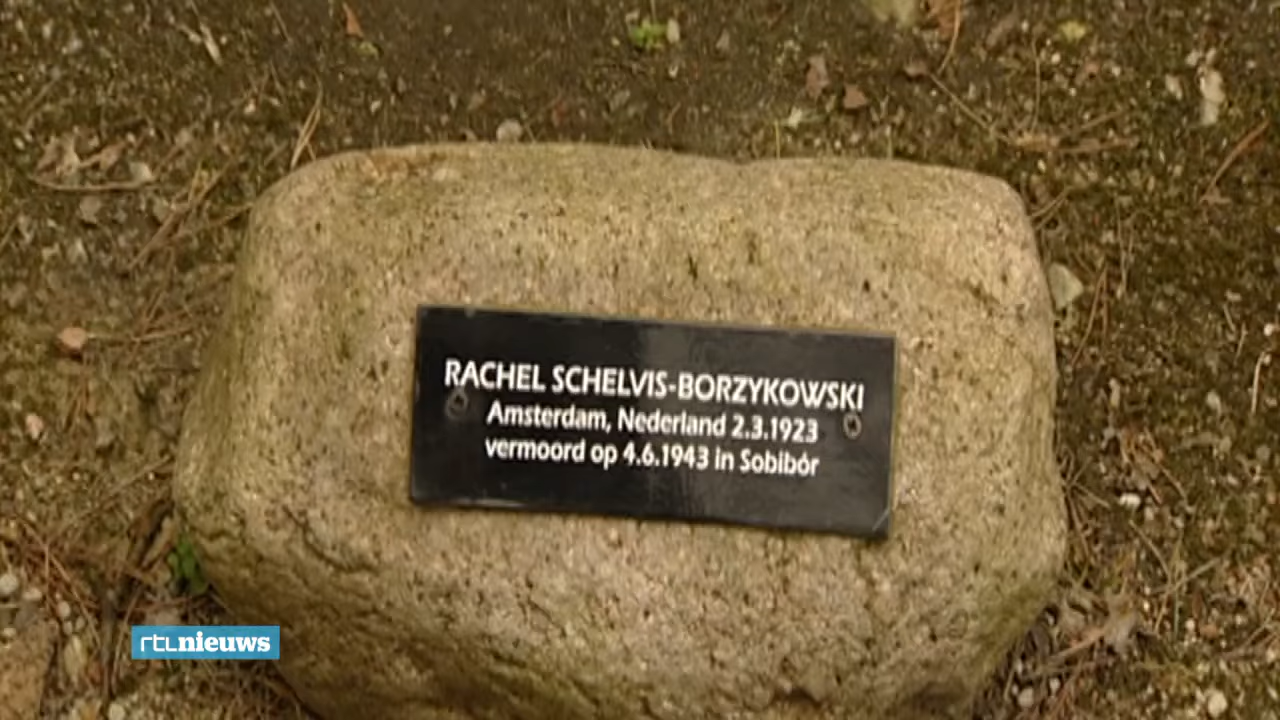 RACHEL SCHELVIS-BORZYKOWSKI
Amsterdam, Nederland 2.3.1923
vermoord op 4.6.1943 in Sobibór
rtlnieuws